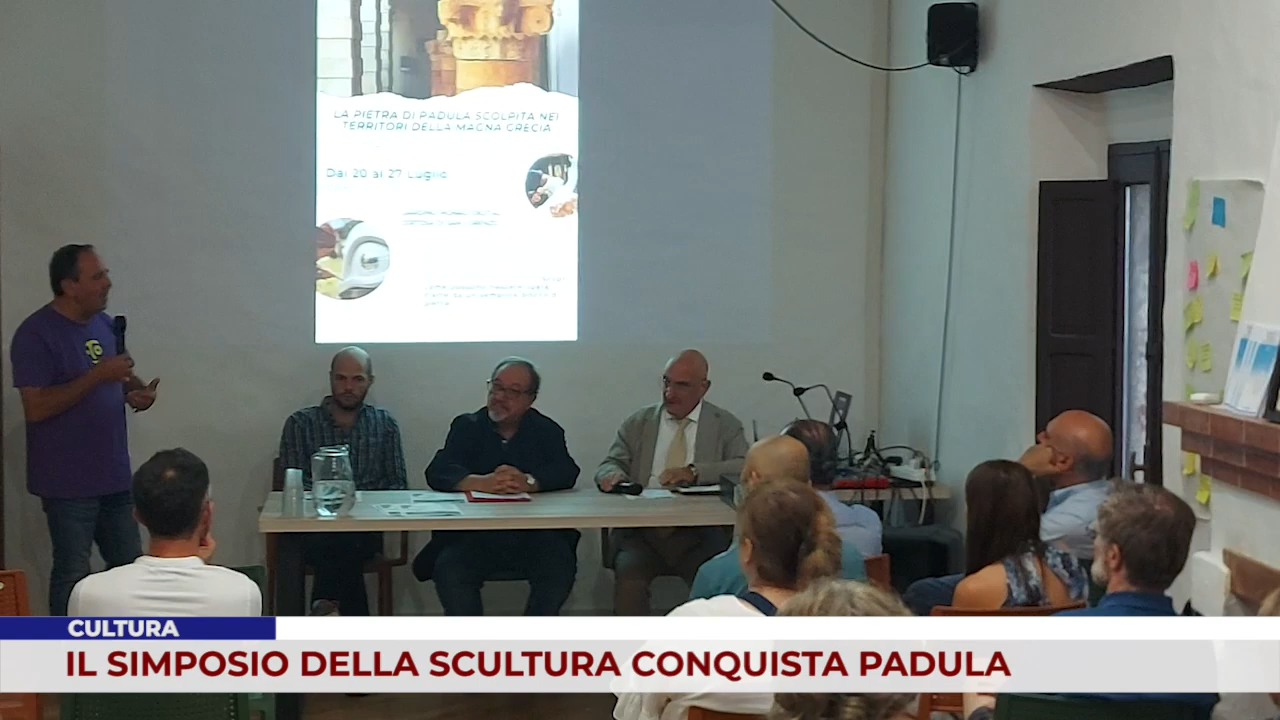 LA PIETRA DI PADULA SCOLPITA NEI
TERRITORI DELLA MAGNA GRECIA
Dal 20 al 27 Luglio
CULTURA
IL SIMPOSIO DELLA SCULTURA CONQUISTA PADULA